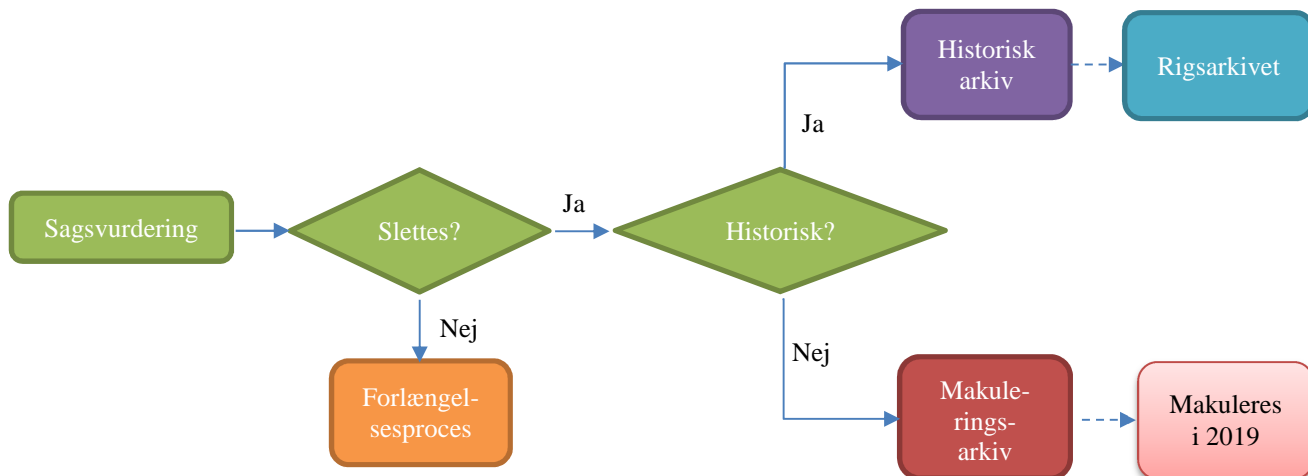 Historisk
arkiv
Rigsarkivet
Ja
Sagsvurdering
Slettes?
Ja
Historisk?
Nej
Nej
Forlængel-
sesproces
Makule-
rings-
arkiv
Makuleres
i 2019